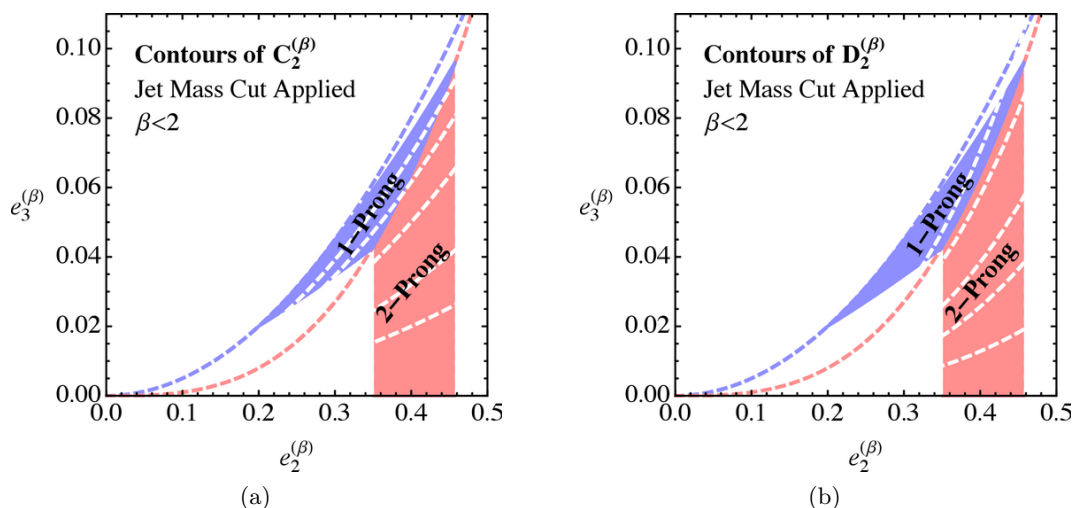 Contours of C₂^(β)
Jet Mass Cut Applied
β<2
1-Prong
2-Prong
0.10
0.08
0.06
0.04
0.02
0.00
e₃^(β)
0.0 0.1 0.2 0.3 0.4 0.5
e₂^(β)
(a)
Contours of D₂^(β)
Jet Mass Cut Applied
β<2
1-Prong
2-Prong
0.10
0.08
0.06
0.04
0.02
0.00
e₃^(β)
0.0 0.1 0.2 0.3 0.4 0.5
e₂^(β)
(b)